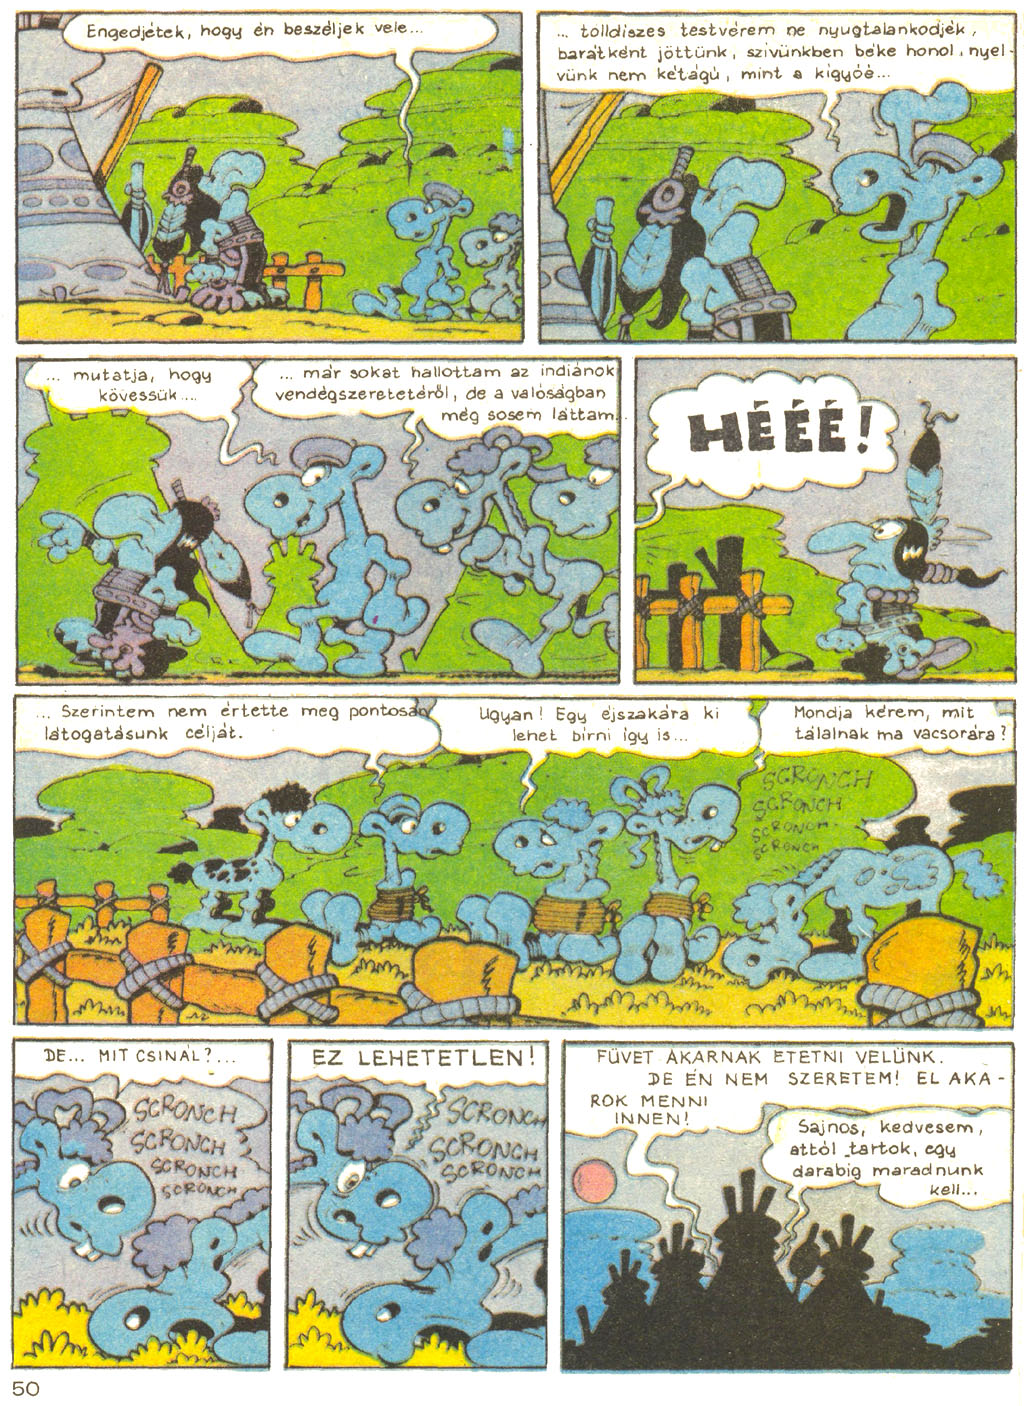 Engedjétek, hogy én beszéljek vele...
... tolldíszes testvérem ne nyugtalankodjék,
barátként jöttünk, szívünkben béke honol, nyel-
vünk nem kétágú, mint a kígyóé...
... mutatja, hogy
kövessük....
... már sokat hallottam az indiánok
vendégszeretetéről, de a valóságban
még sosem láttam.
HÉÉÉ!
... Szerintem nem értette meg pontosan
látogatásunk célját.
Ugyan! Egy éjszakára ki
lehet bírni így is...
Mondja kérem, mit
tálalnak ma vacsorára?
SCRONCH
SCRONCH
SCRONCH
SCRONCH
DE... MIT CSINÁL?...
SCRONCH
SCRONCH
SCRONCH
SCRONCH
EZ LEHETETLEN!
SCRONCH
SCRONCH
SCRONCH
FÜVET AKARNAK ETETNI VELÜNK.
DE ÉN NEM SZERETEM! EL AKA-
ROK MENNI
INNEN!
Sajnos, kedvesem,
attól tartok, egy
darabig maradnunk
kell...
50